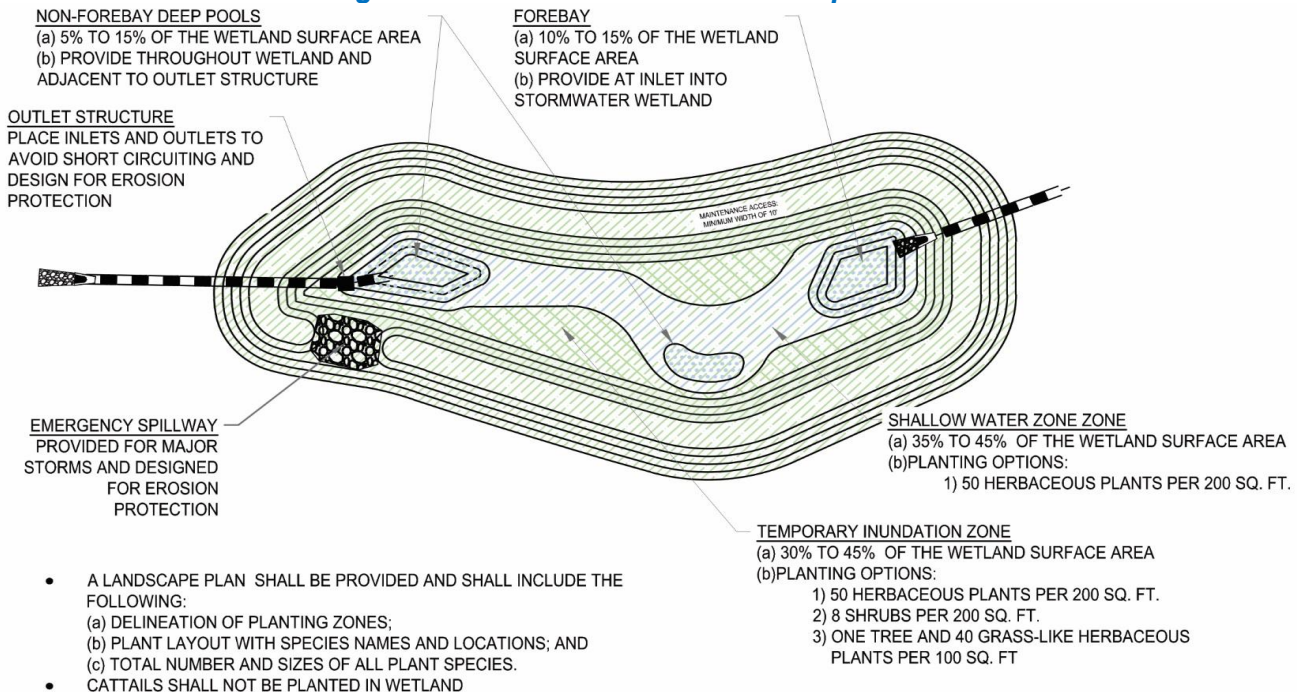 NON-FOREBAY DEEP POOLS
(a) 5% TO 15% OF THE WETLAND SURFACE AREA
(b) PROVIDE THROUGHOUT WETLAND AND
ADJACENT TO OUTLET STRUCTURE
FOREBAY
(a) 10% TO 15% OF THE WETLAND
SURFACE AREA
(b) PROVIDE AT INLET INTO
STORMWATER WETLAND
OUTLET STRUCTURE
PLACE INLETS AND OUTLETS TO
AVOID SHORT CIRCUITING AND
DESIGN FOR EROSION
PROTECTION
MAINTENANCE ACCESS:
MINIMUM WIDTH OF 10'
EMERGENCY SPILLWAY
PROVIDED FOR MAJOR
STORMS AND DESIGNED
FOR EROSION
PROTECTION
SHALLOW WATER ZONE ZONE
(a) 35% TO 45% OF THE WETLAND SURFACE AREA
(b)PLANTING OPTIONS:
1) 50 HERBACEOUS PLANTS PER 200 SQ. FT.
TEMPORARY INUNDATION ZONE
(a) 30% TO 45% OF THE WETLAND SURFACE AREA
(b)PLANTING OPTIONS:
1) 50 HERBACEOUS PLANTS PER 200 SQ. FT.
2) 8 SHRUBS PER 200 SQ. FT.
3) ONE TREE AND 40 GRASS-LIKE HERBACEOUS
PLANTS PER 100 SQ. FT
• A LANDSCAPE PLAN SHALL BE PROVIDED AND SHALL INCLUDE THE
FOLLOWING:
(a) DELINEATION OF PLANTING ZONES;
(b) PLANT LAYOUT WITH SPECIES NAMES AND LOCATIONS; AND
(c) TOTAL NUMBER AND SIZES OF ALL PLANT SPECIES.
• CATTAILS SHALL NOT BE PLANTED IN WETLAND